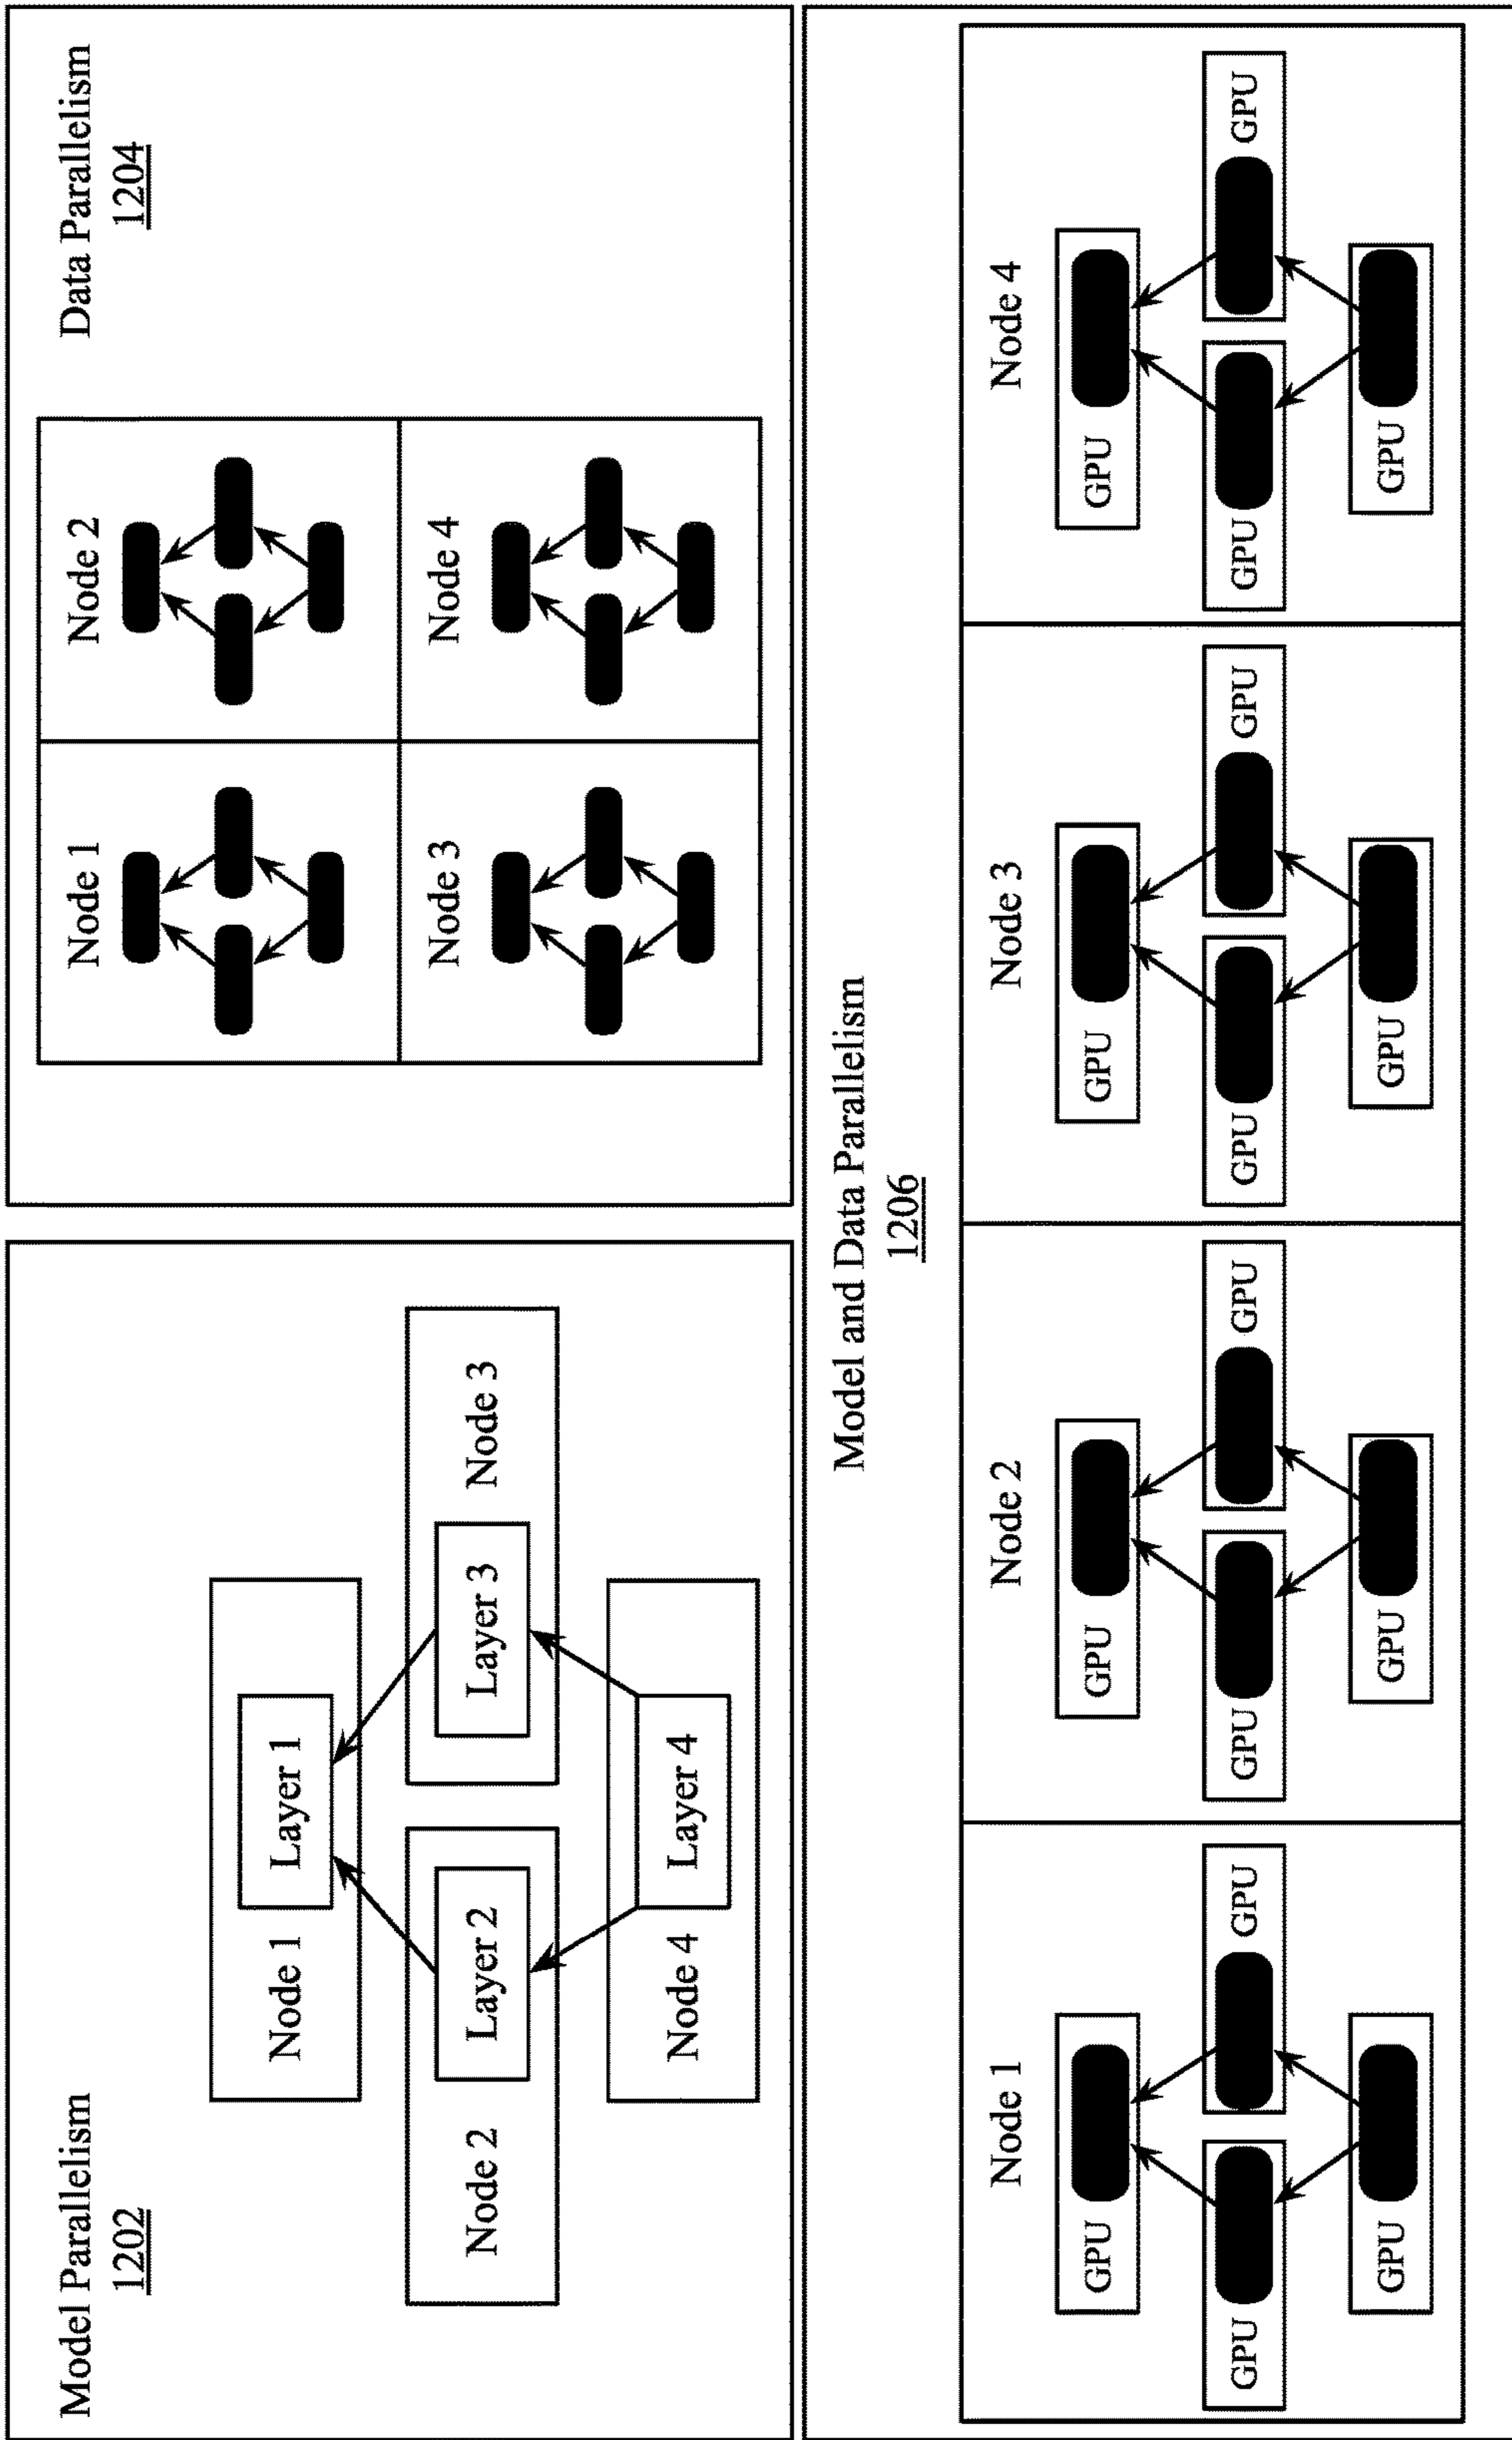 Model Parallelism
1202
Node 1
Layer 1
Node 2
Layer 2
Layer 3
Node 3
Node 4
Layer 4
Data Parallelism
1204
Node 1
Node 2
Node 3
Node 4
Model and Data Parallelism
1206
Node 1
GPU
GPU
GPU
GPU
Node 2
GPU
GPU
GPU
GPU
Node 3
GPU
GPU
GPU
GPU
Node 4
GPU
GPU
GPU
GPU